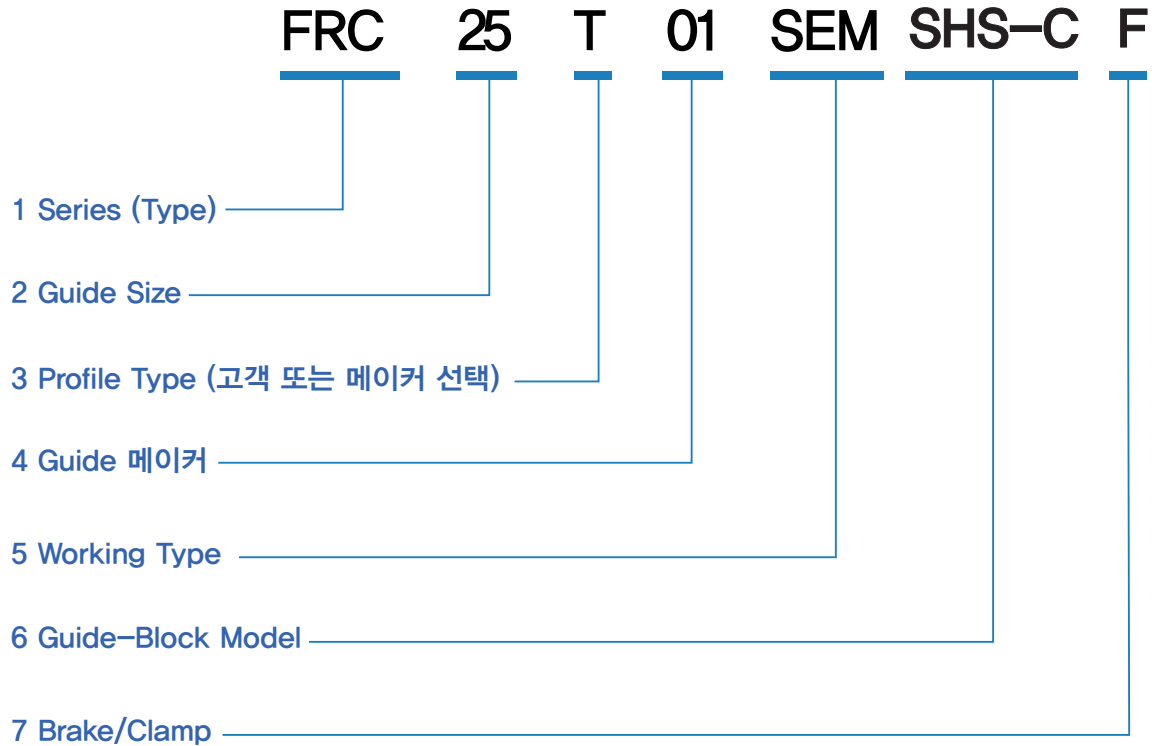 FRC 25 T 01 SEM SHS-C F
1 Series (Type)
2 Guide Size
3 Profile Type (고객 또는 메이커 선택)
4 Guide 메이커
5 Working Type
6 Guide-Block Model
7 Brake/Clamp